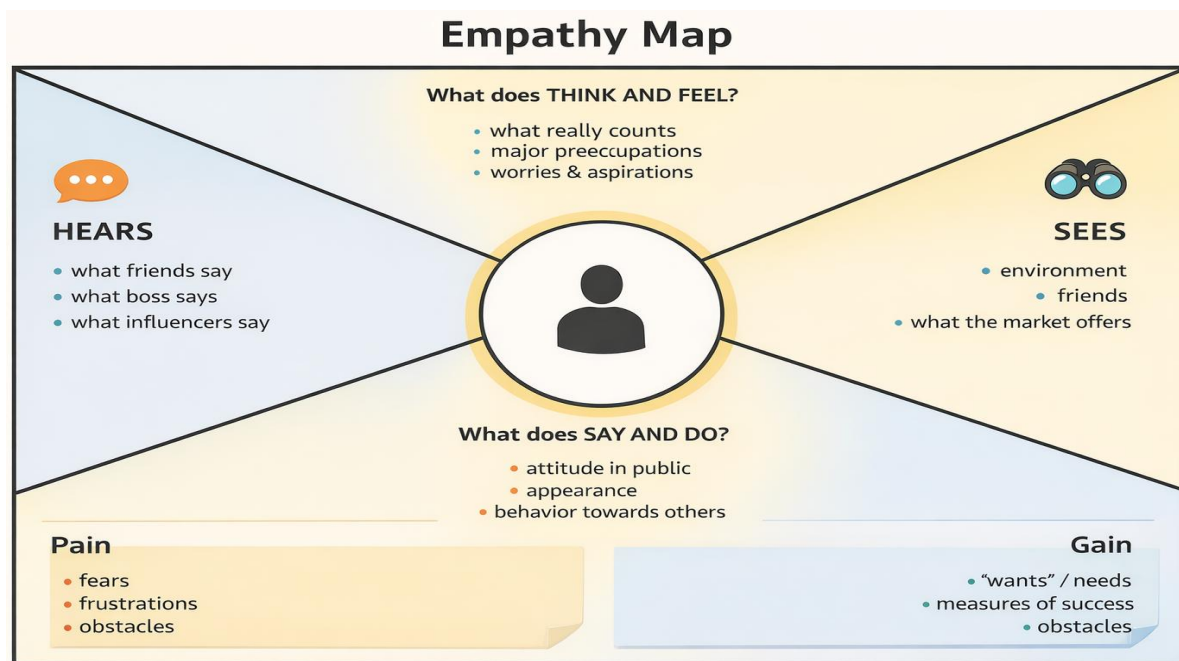 Empathy Map
What does THINK AND FEEL?
• what really counts
• major preecupations
• worries & aspirations
HEARS
• what friends say
• what boss says
• what influencers say
SEES
• environment
• friends
• what the market offers
What does SAY AND DO?
• attitude in public
• appearance
• behavior towards others
Pain
• fears
• frustrations
• obstacles
Gain
• “wants” / needs
• measures of success
• obstacles